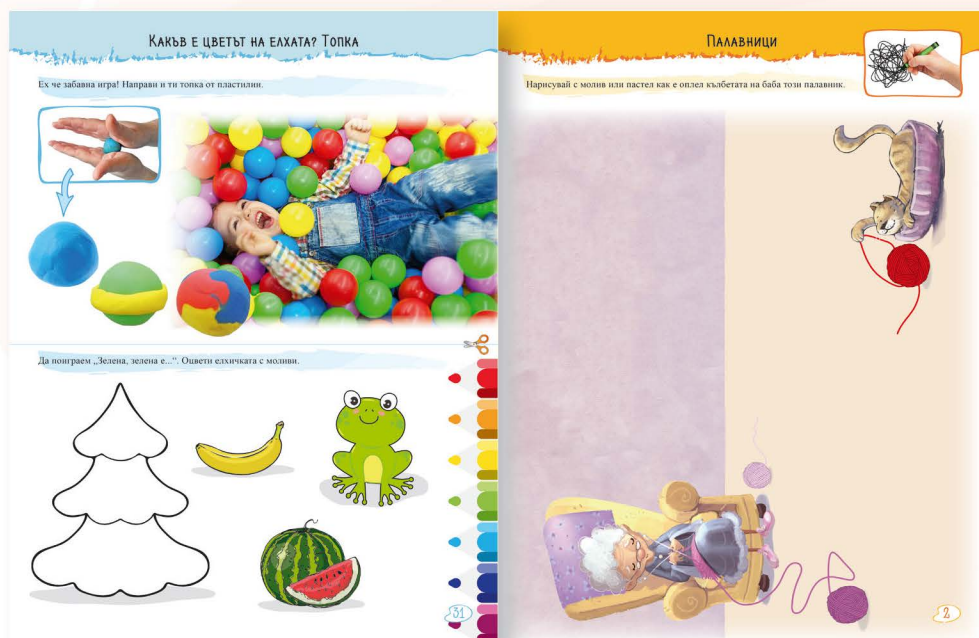 Какъв е цветът на елхата? Топка
Ех че забавна игра! Направи и ти топка от пластилин.
Да поиграем „Зелена, зелена е...“. Оцвети елхичката с моливи.
31
Палавници
Нарисувай с молив или пастел как е оплел кълбетата на баба този палавник.
2